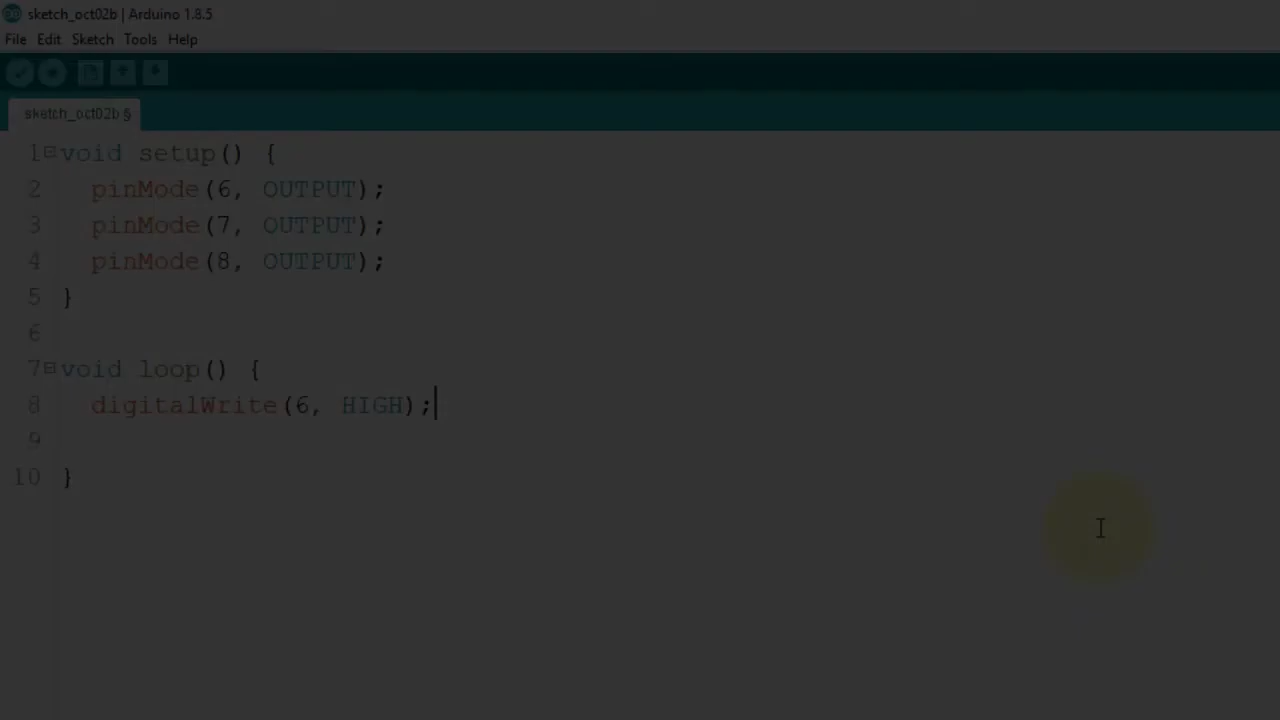 sketch_oct02b | Arduino 1.8.5
File Edit Sketch Tools Help
sketch_oct02b §
1 void setup() {
2 pinMode(6, OUTPUT);
3 pinMode(7, OUTPUT);
4 pinMode(8, OUTPUT);
5 }
6
7 void loop() {
8 digitalWrite(6, HIGH);
9
10 }